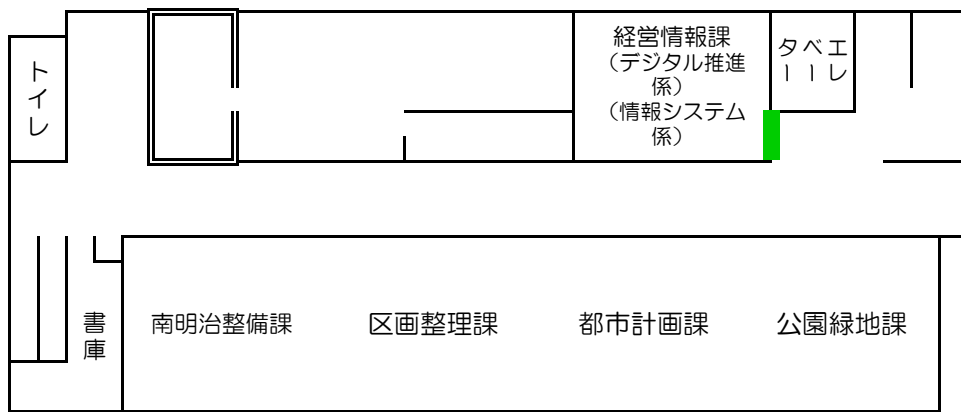 経営情報課
（デジタル推進
係）
（情報システム
係）
エレ
ベー
ター
トイレ
書庫
南明治整備課
区画整理課
都市計画課
公園緑地課